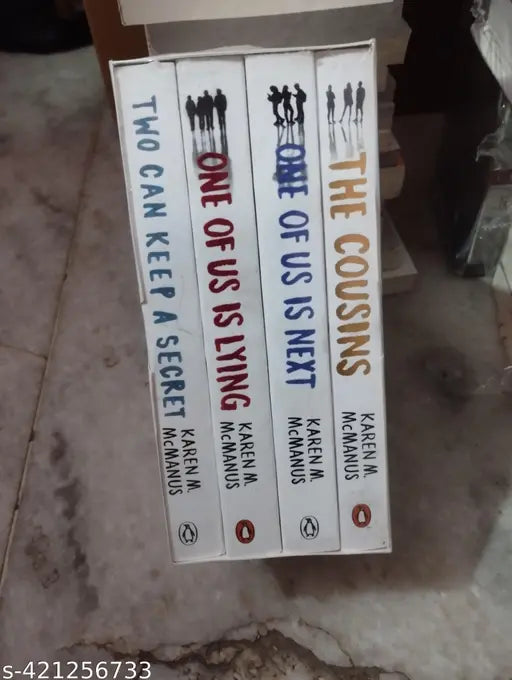 TWO CAN KEEP A SECRET
KAREN M.
McMANUS
ONE OF US IS LYING
KAREN M.
McMANUS
ONE OF US IS NEXT
KAREN M.
McMANUS
THE COUSINS
KAREN M.
McMANUS
s-421256733